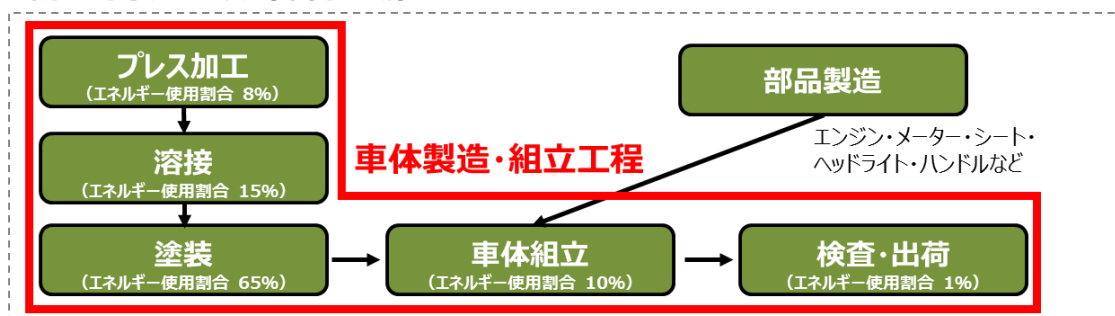 プレス加工
(エネルギー使用割合 8%)
部品製造
エンジン・メーター・シート・
ヘッドライト・ハンドルなど
車体製造・組立工程
溶接
(エネルギー使用割合 15%)
塗装
(エネルギー使用割合 65%)
車体組立
(エネルギー使用割合 10%)
検査・出荷
(エネルギー使用割合 1%)